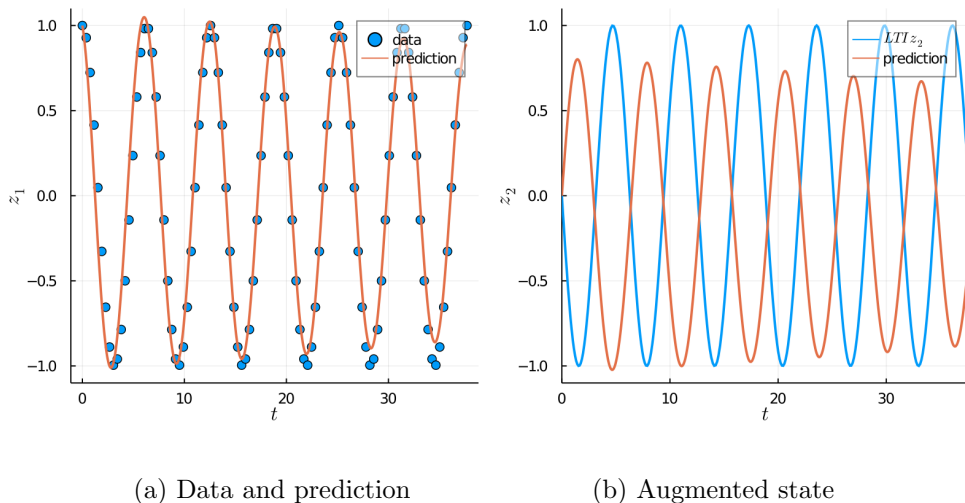 1.0
0.5
0.0
−0.5
−1.0
z₁
0
10
20
30
t
data
prediction
(a) Data and prediction
1.0
0.5
0.0
−0.5
−1.0
z₂
0
10
20
30
t
LTIz₂
prediction
(b) Augmented state